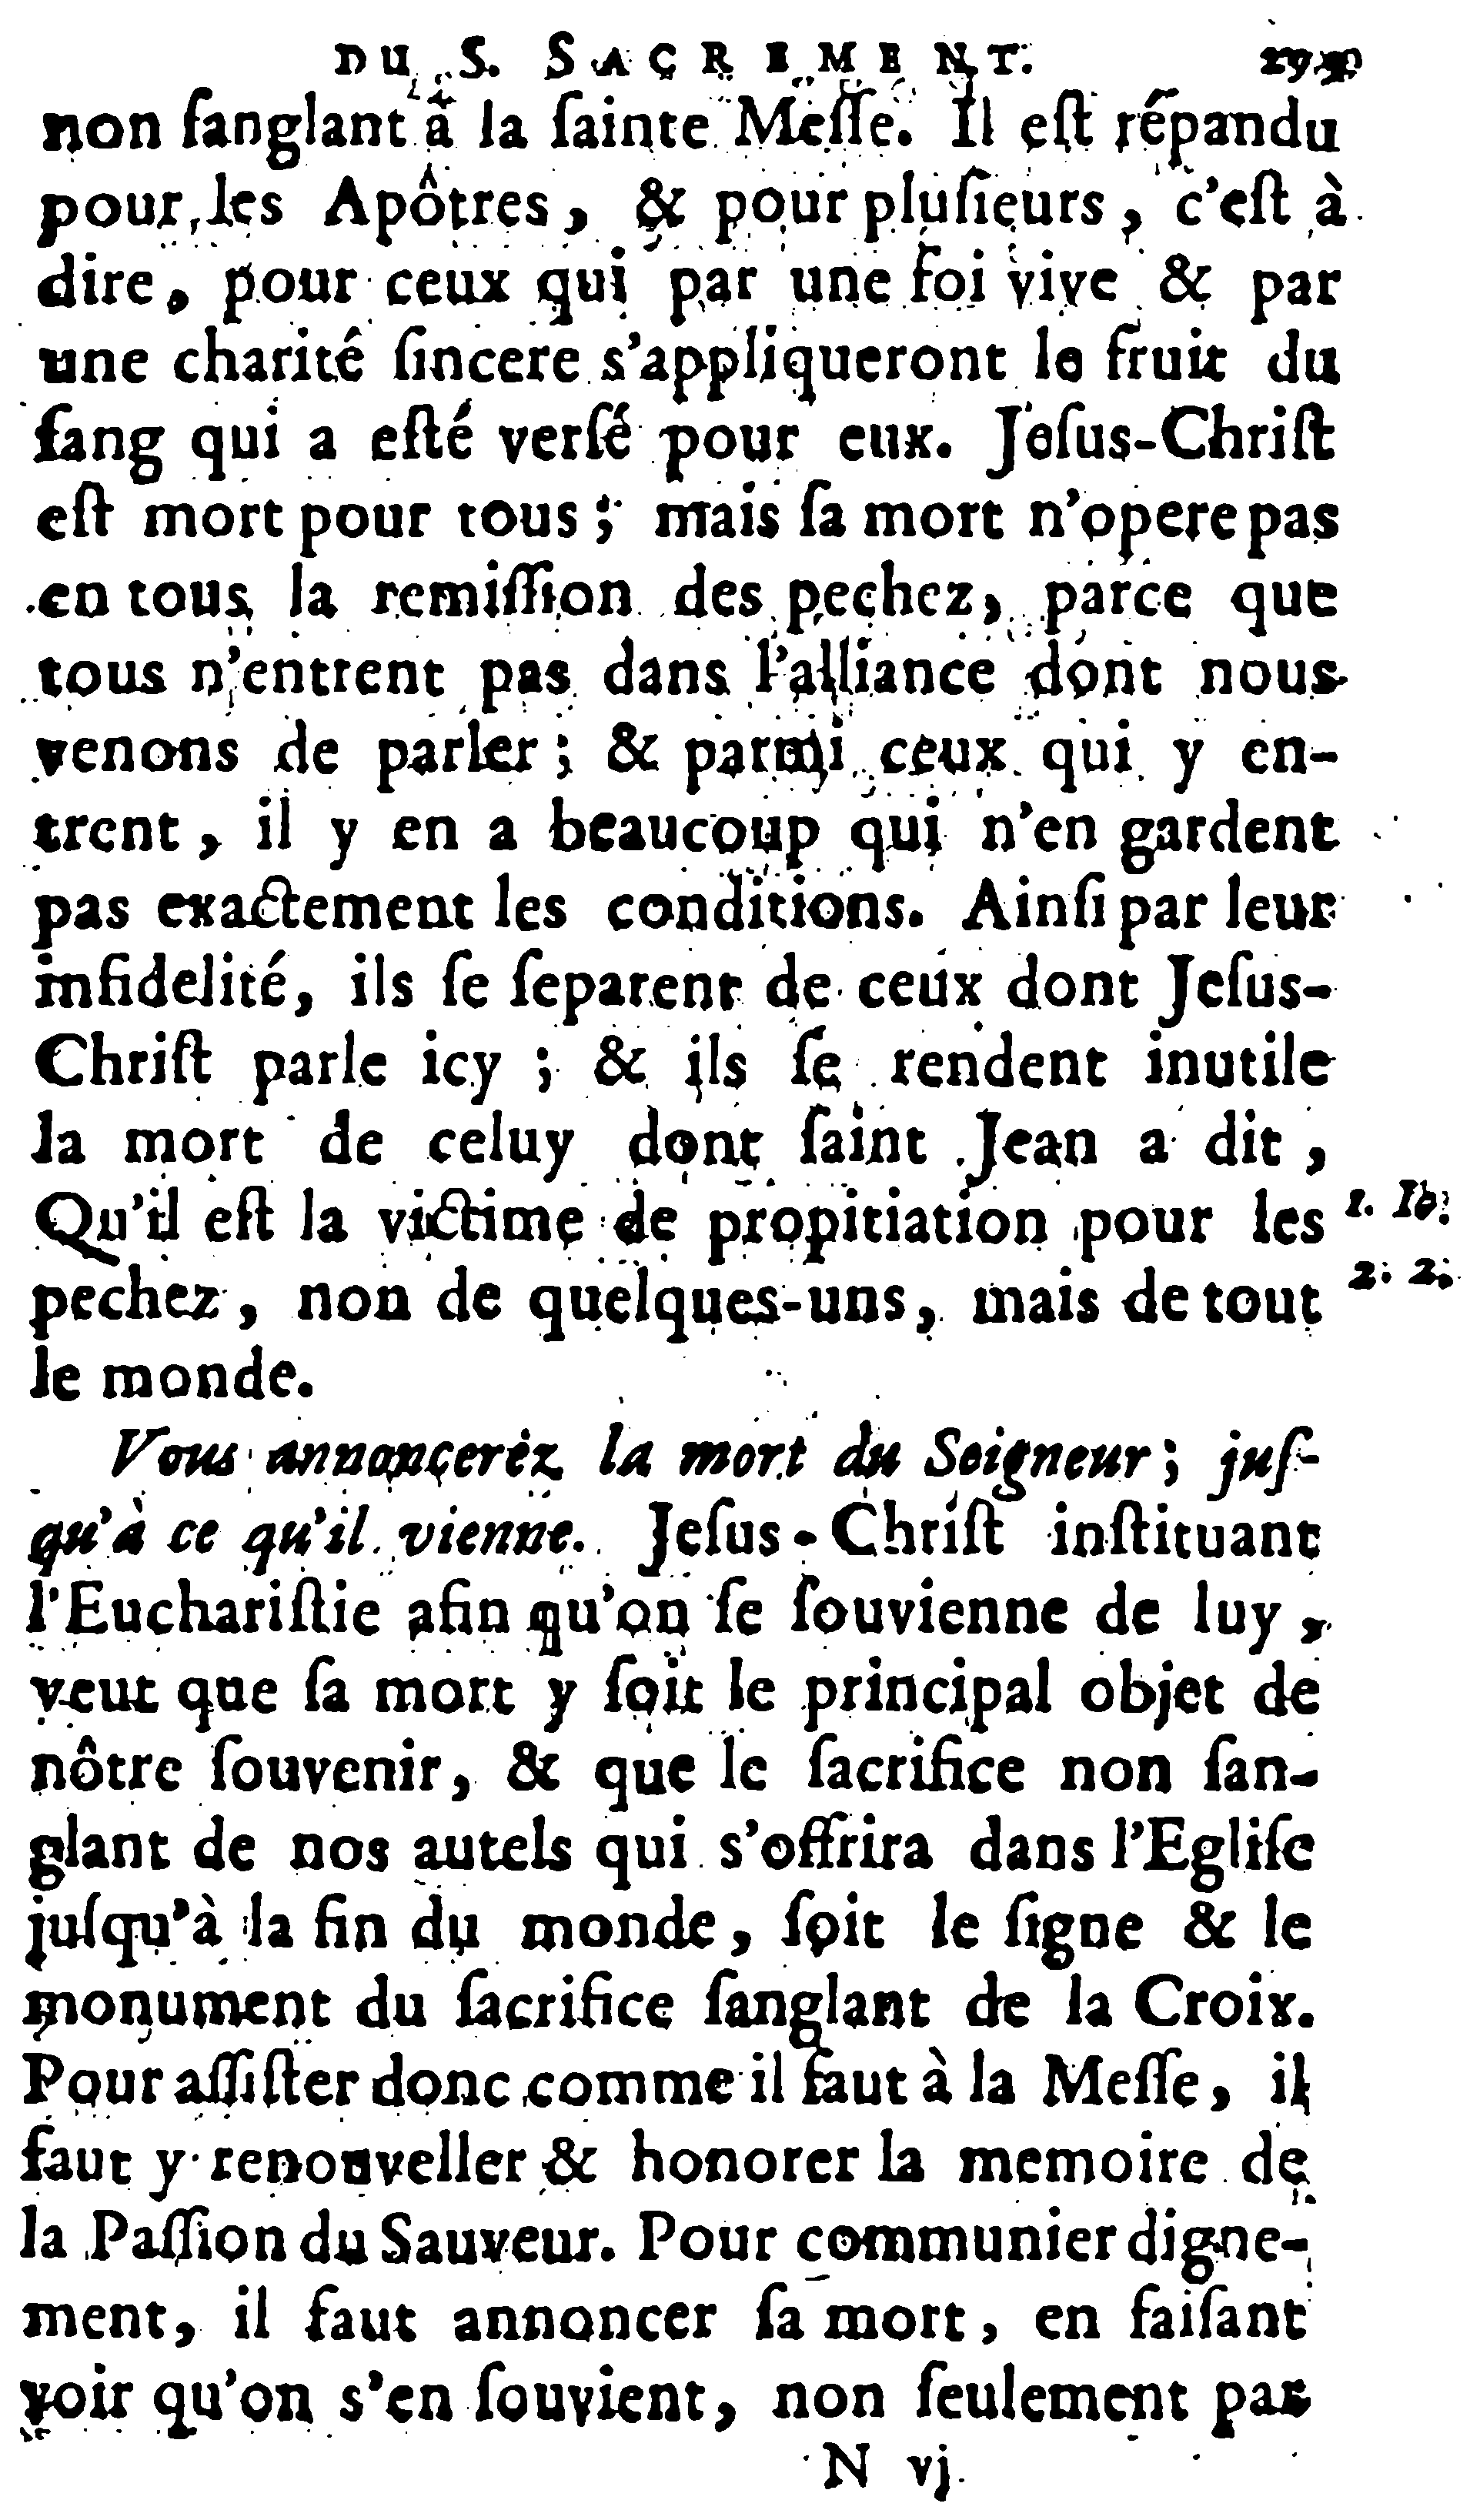 DU S. SACREMENT.
non ſanglant à la ſainte Meſſe. Il eſt répandu
pour les Apôtres, & pour pluſieurs, c'eſt à
dire, pour ceux qui par une foi vive & par
une charité ſincere s'appliqueront le fruit du
ſang qui a eſté verſé pour eux. Jeſus-Chriſt
eſt mort pour tous ; mais ſa mort n'opere pas
en tous la remiſſion des pechez, parce que
tous n'entrent pas dans l'alliance dont nous
venons de parler ; & parmi ceux qui y en-
trent, il y en a beaucoup qui n'en gardent
pas exactement les conditions. Ainſi par leur
infidelité, ils ſe ſeparent de ceux dont Jeſus-
Chriſt parle icy ; & ils ſe rendent inutile
la mort de celuy dont ſaint Jean a dit,
Qu'il eſt la victime de propitiation pour les
1. Io.
pechez, non de quelques-uns, mais de tout
2. 2.
le monde.
Vous annoncerez la mort du Seigneur ; juſ-
qu'à ce qu'il vienne. Jeſus-Chriſt inſtituant
l'Euchariſtie afin qu'on ſe ſouvienne de luy,
veut que ſa mort y ſoit le principal objet de
nôtre ſouvenir, & que le ſacrifice non ſan-
glant de nos autels qui s'offrira dans l'Egliſe
juſqu'à la fin du monde, ſoit le ſigne & le
monument du ſacrifice ſanglant de la Croix.
Pour aſſiſter donc comme il faut à la Meſſe, il
faut y renouveller & honorer la memoire de
la Paſſion du Sauveur. Pour communier digne-
ment, il faut annoncer ſa mort, en faiſant
voir qu'on s'en ſouvient, non ſeulement par
N vj